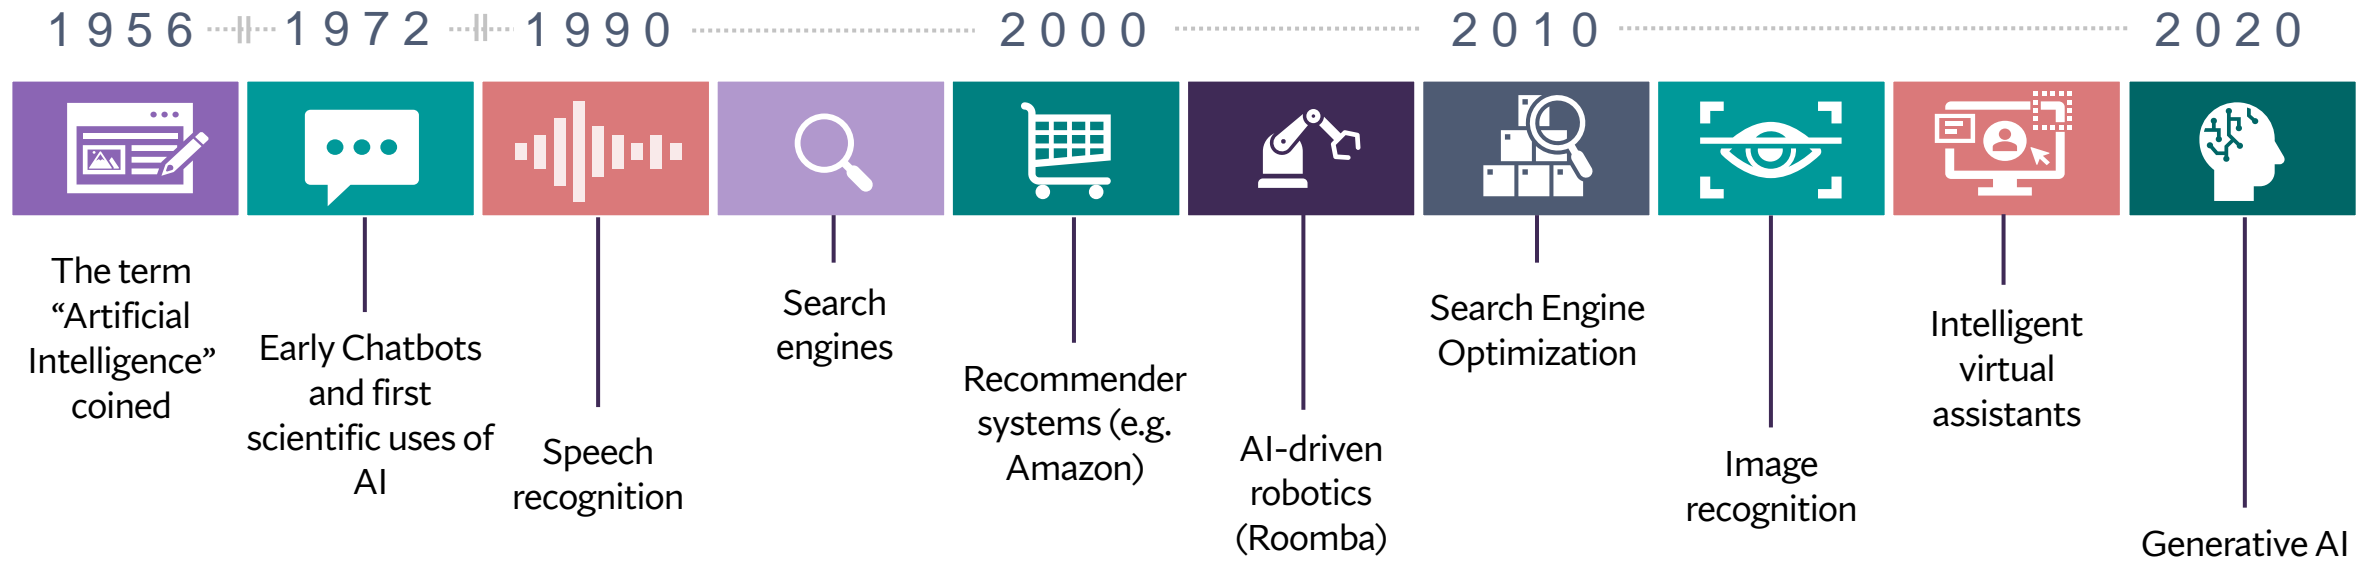 1956
1972
1990
2000
2010
2020
The term
“Artificial
Intelligence”
coined
Early Chatbots
and first
scientific uses of
AI
Speech
recognition
Search
engines
Recommender
systems (e.g.
Amazon)
AI-driven
robotics
(Roomba)
Search Engine
Optimization
Image
recognition
Intelligent
virtual
assistants
Generative AI